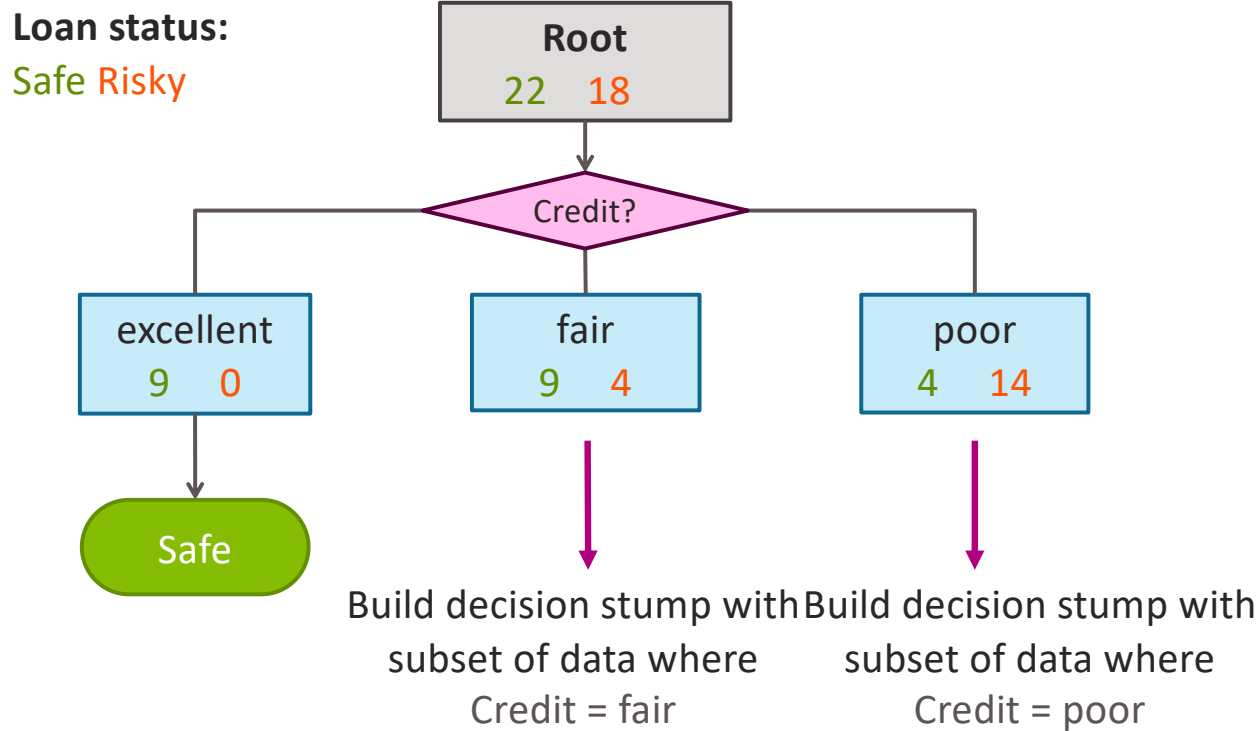 Loan status:
Safe Risky
Root
22 18
Credit?
excellent
9 0
fair
9 4
poor
4 14
Safe
Build decision stump with
subset of data where
Credit = fair
Build decision stump with
subset of data where
Credit = poor